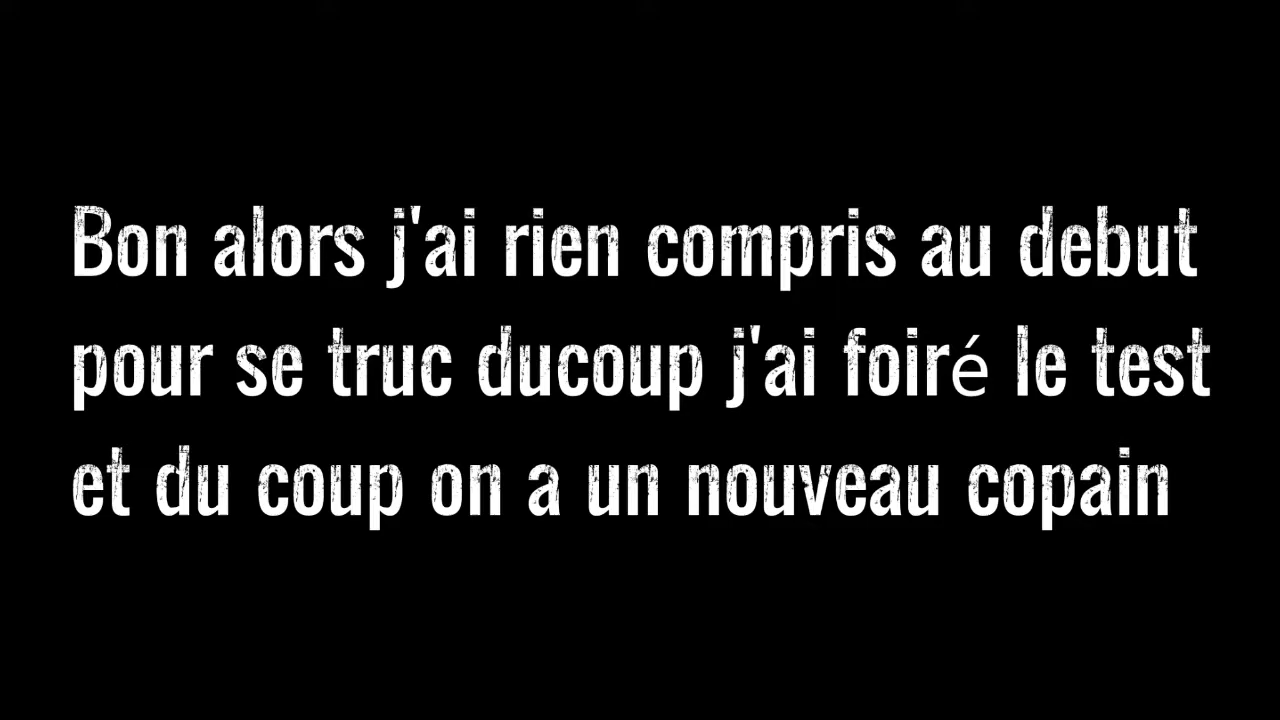 Bon alors j'ai rien compris au debut
pour se truc ducoup j'ai foiré le test
et du coup on a un nouveau copain